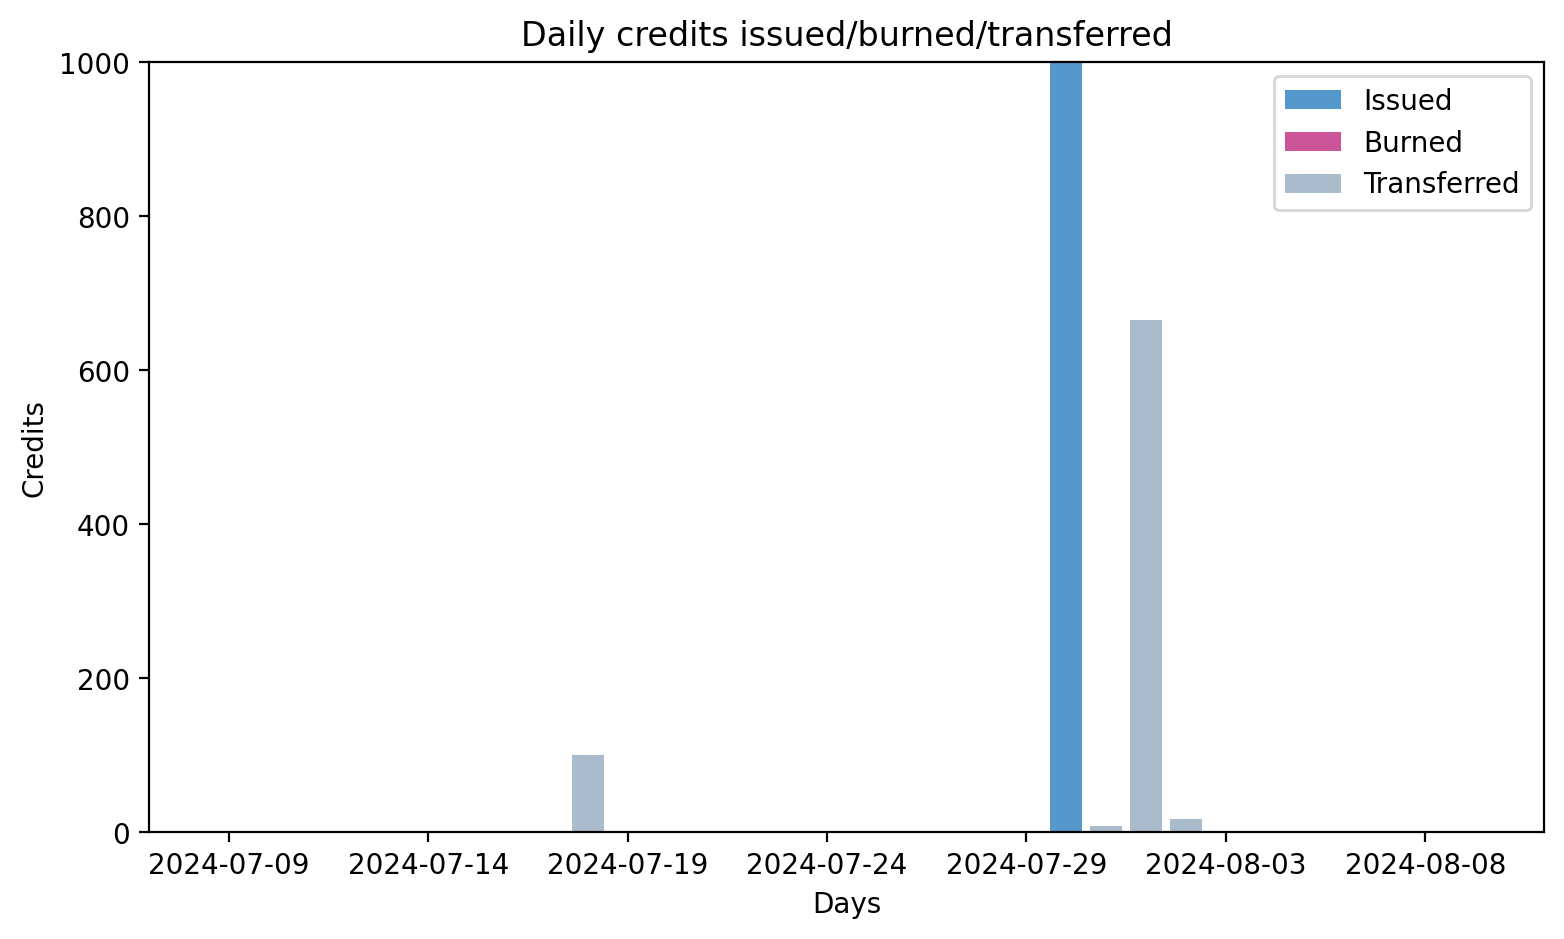 Daily credits issued/burned/transferred
1000
800
600
400
200
0
Credits
Issued
Burned
Transferred
2024-07-09 2024-07-14 2024-07-19 2024-07-24 2024-07-29 2024-08-03 2024-08-08
Days